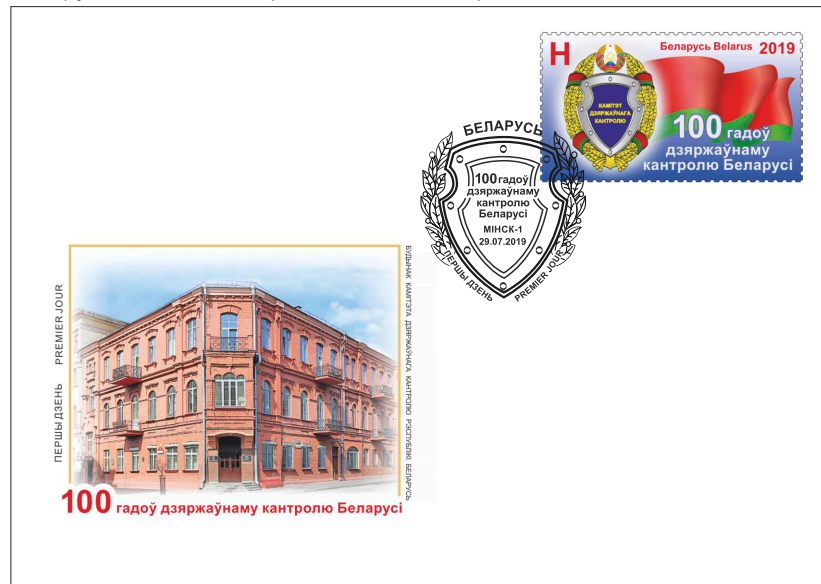 H
Беларусь Belarus 2019
КАМІТЭТ
ДЗЯРЖАЎНАГА
КАНТРОЛЮ
100 гадоў
дзяржаўнаму
кантролю Беларусі
БЕЛАРУСЬ
100 гадоў
дзяржаўнаму
кантролю
Беларусі
МІНСК-1
29.07.2019
ПЕРШЫ ДЗЕНЬ
PREMIER JOUR
ПЕРШЫ ДЗЕНЬ PREMIER JOUR
БУДЫНАК КАМІТЭТА ДЗЯРЖАЎНАГА КАНТРОЛЮ РЭСПУБЛІКІ БЕЛАРУСЬ
100 гадоў дзяржаўнаму кантролю Беларусі